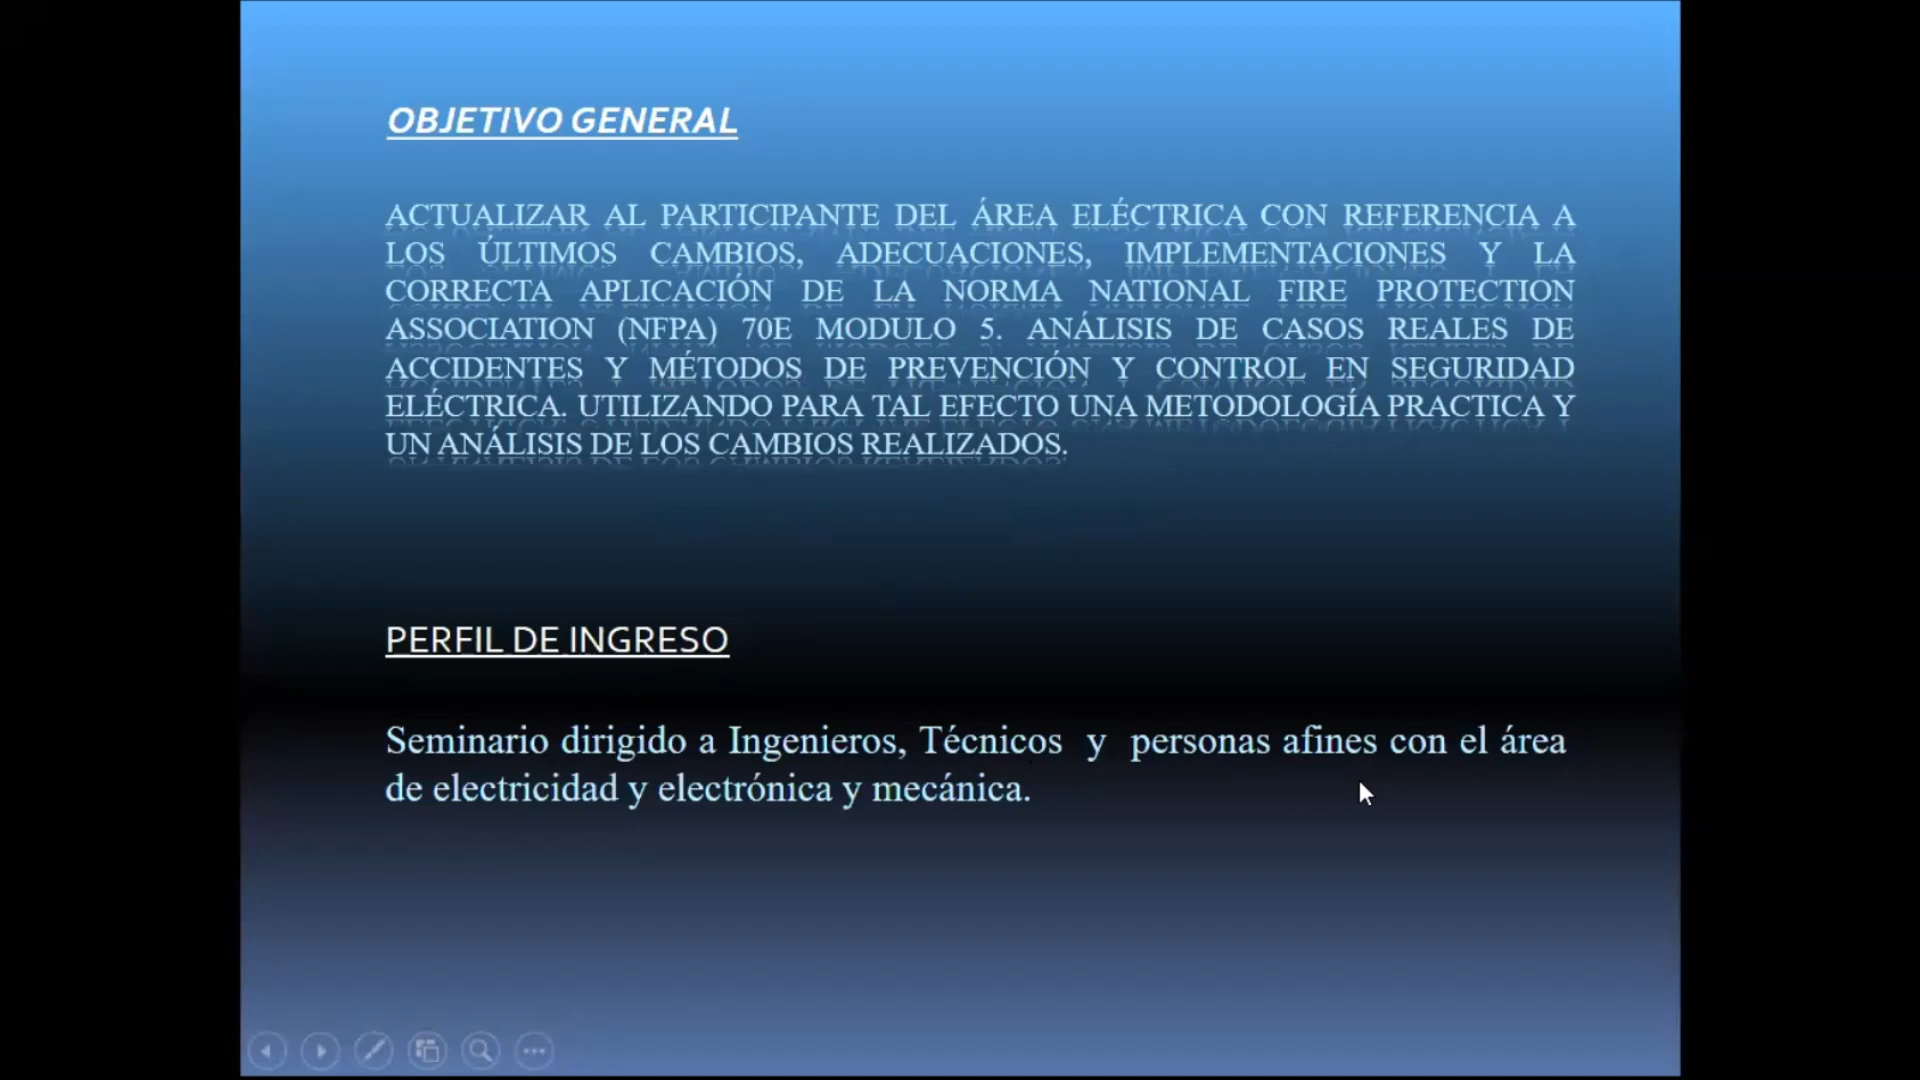 OBJETIVO GENERAL
ACTUALIZAR AL PARTICIPANTE DEL ÁREA ELÉCTRICA CON REFERENCIA A
LOS ÚLTIMOS CAMBIOS, ADECUACIONES, IMPLEMENTACIONES Y LA
CORRECTA APLICACIÓN DE LA NORMA NATIONAL FIRE PROTECTION
ASSOCIATION (NFPA) 70E MODULO 5. ANÁLISIS DE CASOS REALES DE
ACCIDENTES Y MÉTODOS DE PREVENCIÓN Y CONTROL EN SEGURIDAD
ELÉCTRICA. UTILIZANDO PARA TAL EFECTO UNA METODOLOGÍA PRACTICA Y
UN ANÁLISIS DE LOS CAMBIOS REALIZADOS.
PERFIL DE INGRESO
Seminario dirigido a Ingenieros, Técnicos y personas afines con el área
de electricidad y electrónica y mecánica.